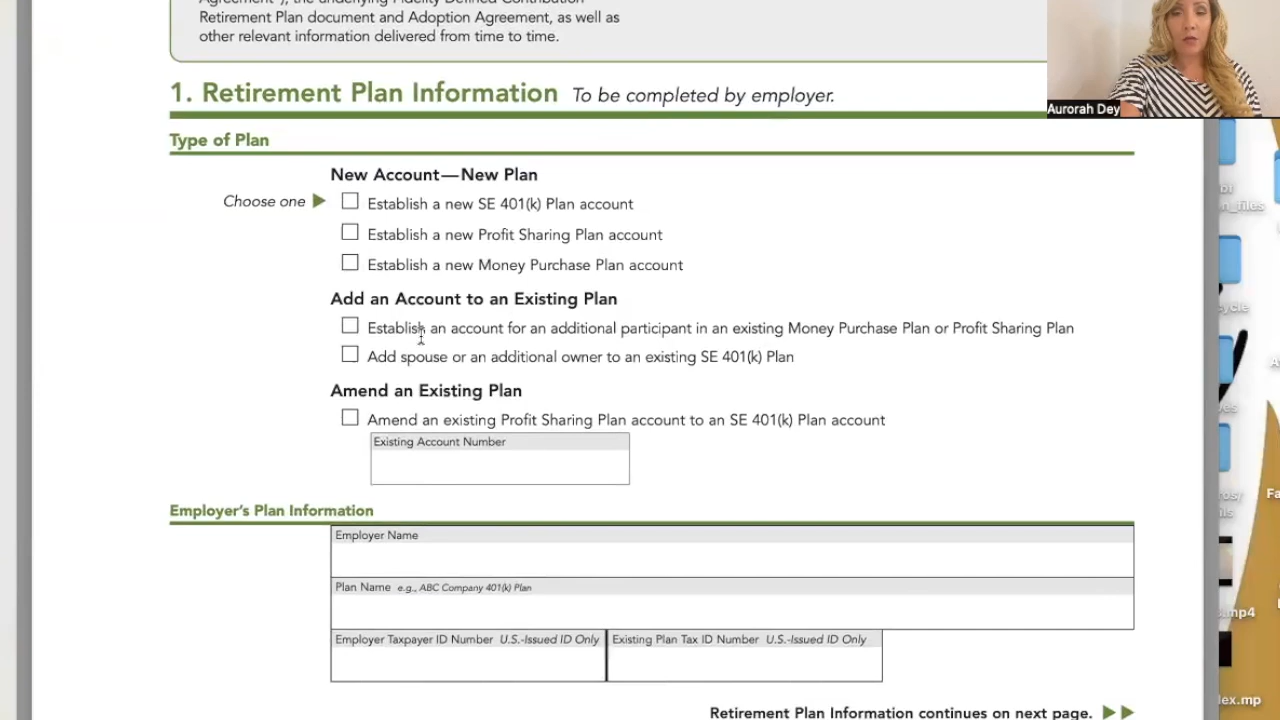 Retirement Plan document and Adoption Agreement, as well as
other relevant information delivered from time to time.
Aurorah Dey
1. Retirement Plan Information To be completed by employer.
Type of Plan
New Account—New Plan
Choose one ▶ Establish a new SE 401(k) Plan account
Establish a new Profit Sharing Plan account
Establish a new Money Purchase Plan account
Add an Account to an Existing Plan
Establish an account for an additional participant in an existing Money Purchase Plan or Profit Sharing Plan
Add spouse or an additional owner to an existing SE 401(k) Plan
Amend an Existing Plan
Amend an existing Profit Sharing Plan account to an SE 401(k) Plan account
Existing Account Number
Employer's Plan Information
Employer Name
Plan Name e.g., ABC Company 401(k) Plan
Employer Taxpayer ID Number U.S.-Issued ID Only
Existing Plan Tax ID Number U.S.-Issued ID Only
Retirement Plan Information continues on next page. ▶▶